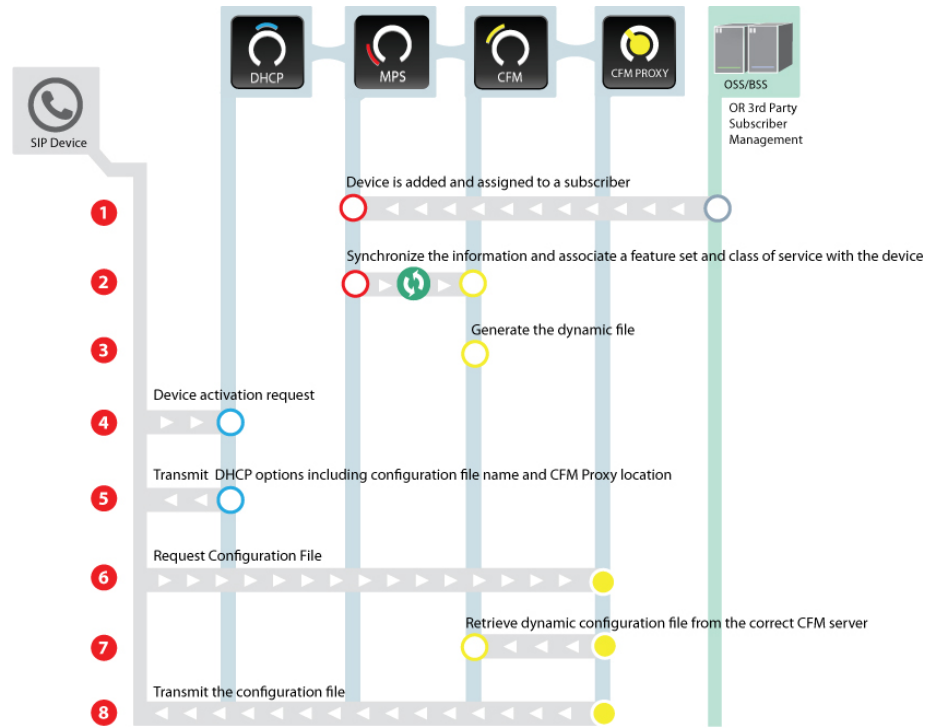 DHCP
MPS
CFM
CFM PROXY
OSS/BSS
OR 3rd Party
Subscriber
Management
SIP Device
Device is added and assigned to a subscriber
1
Synchronize the information and associate a feature set and class of service with the device
2
Generate the dynamic file
3
Device activation request
4
Transmit DHCP options including configuration file name and CFM Proxy location
5
Request Configuration File
6
Retrieve dynamic configuration file from the correct CFM server
7
Transmit the configuration file
8